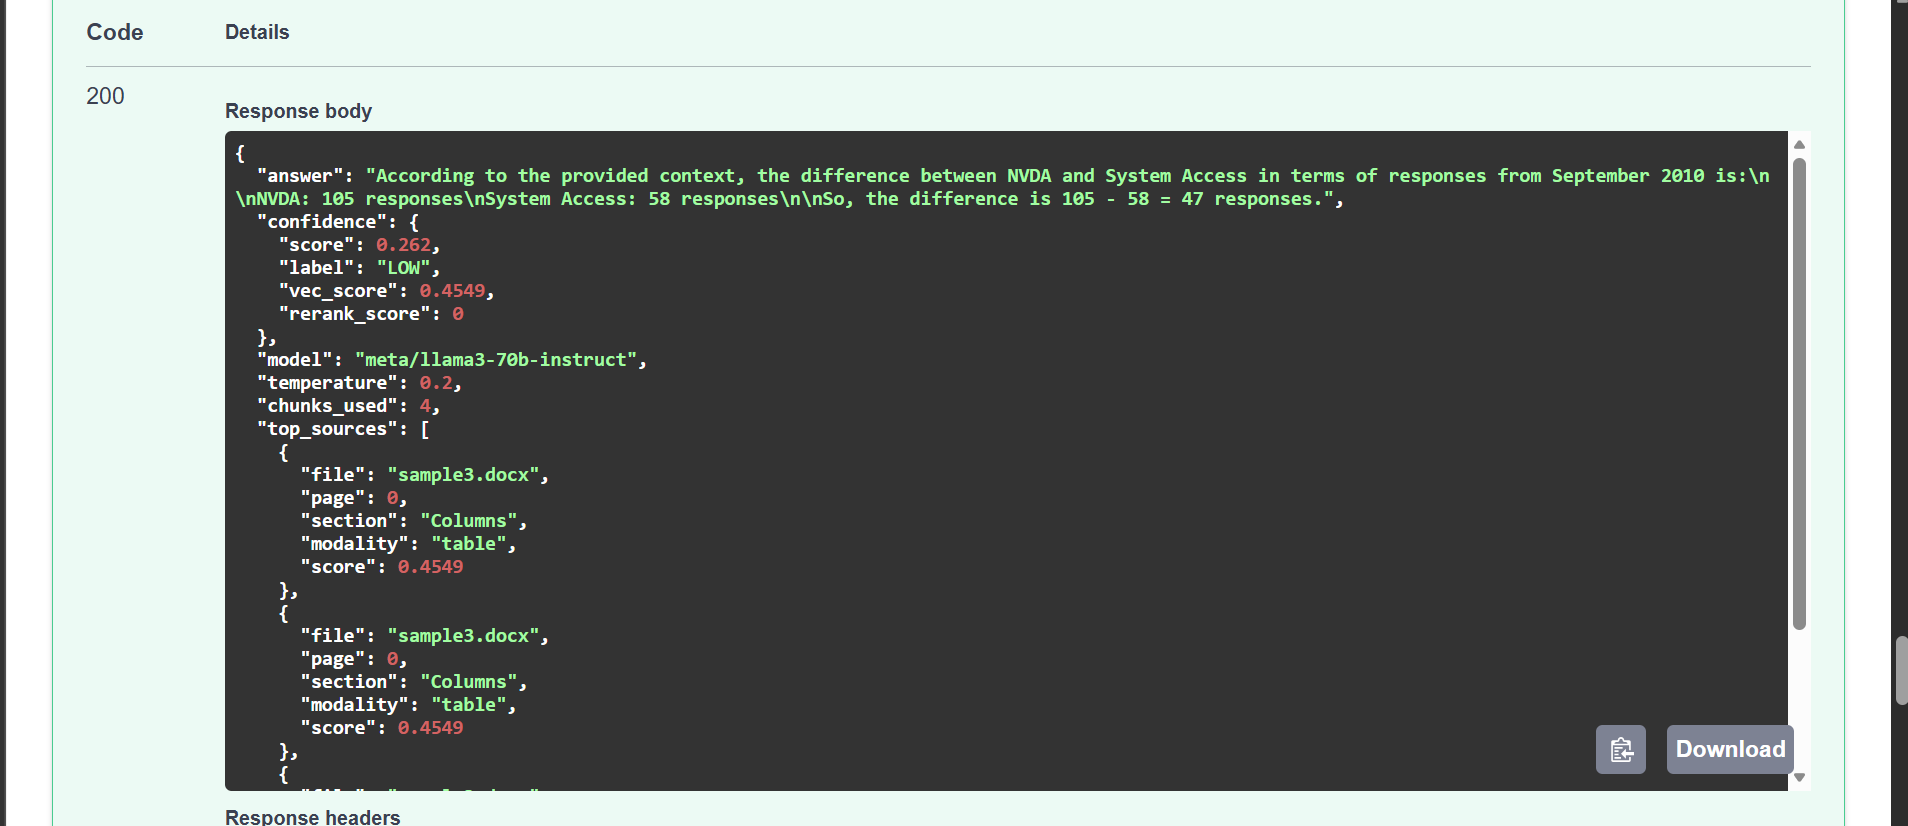 Code Details
200
Response body
{
"answer": "According to the provided context, the difference between NVDA and System Access in terms of responses from September 2010 is:\n
\nNVDA: 105 responses\nSystem Access: 58 responses\n\nSo, the difference is 105 - 58 = 47 responses.",
"confidence": {
"score": 0.262,
"label": "LOW",
"vec_score": 0.4549,
"rerank_score": 0
},
"model": "meta/llama3-70b-instruct",
"temperature": 0.2,
"chunks_used": 4,
"top_sources": [
{
"file": "sample3.docx",
"page": 0,
"section": "Columns",
"modality": "table",
"score": 0.4549
},
{
"file": "sample3.docx",
"page": 0,
"section": "Columns",
"modality": "table",
"score": 0.4549
},
{
Download
Response headers